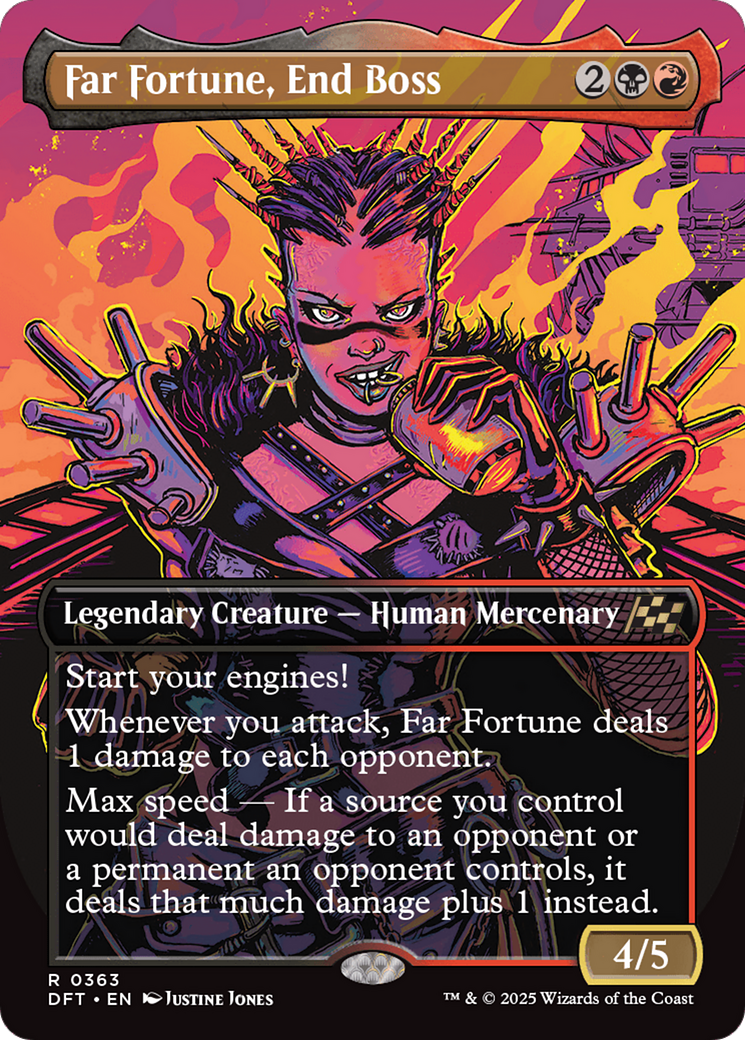 Far Fortune, End Boss 2
Legendary Creature — Human Mercenary
Start your engines!
Whenever you attack, Far Fortune deals
1 damage to each opponent.
Max speed — If a source you control
would deal damage to an opponent or
a permanent an opponent controls, it
deals that much damage plus 1 instead.
4/5
R 0363
DFT • EN Justine Jones
™ & © 2025 Wizards of the Coast